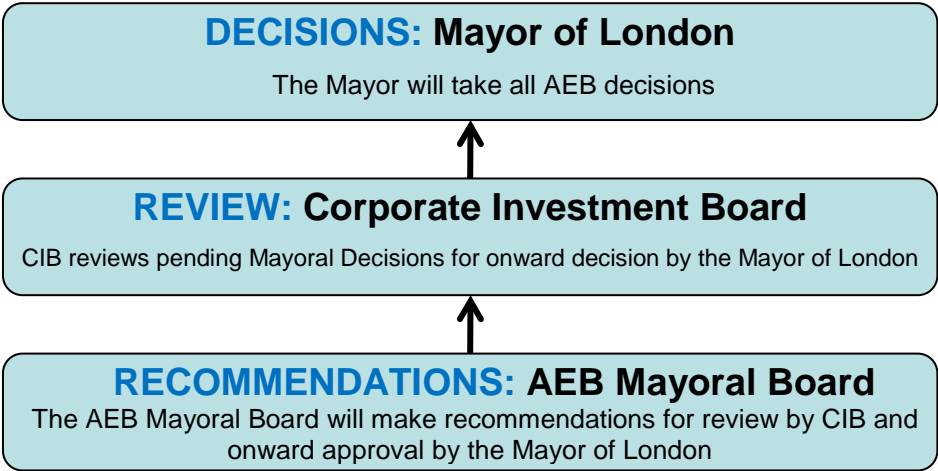 DECISIONS: Mayor of London
The Mayor will take all AEB decisions
REVIEW: Corporate Investment Board
CIB reviews pending Mayoral Decisions for onward decision by the Mayor of London
RECOMMENDATIONS: AEB Mayoral Board
The AEB Mayoral Board will make recommendations for review by CIB and
onward approval by the Mayor of London